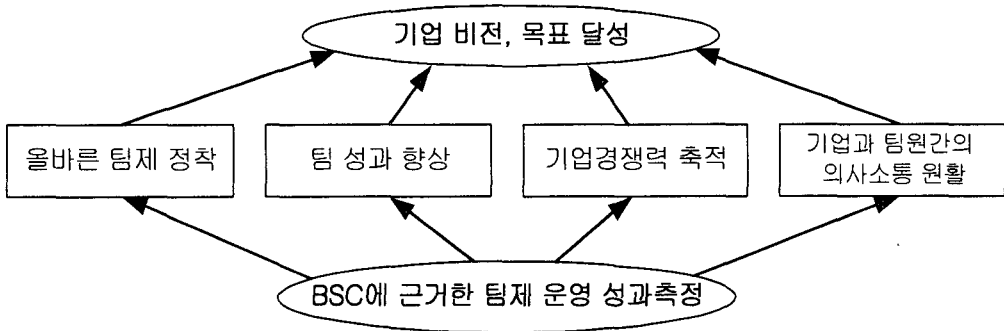 기업 비전, 목표 달성
올바른 팀제 정착
팀 성과 향상
기업경쟁력 축적
기업과 팀원간의
의사소통 원활
BSC에 근거한 팀제 운영 성과측정